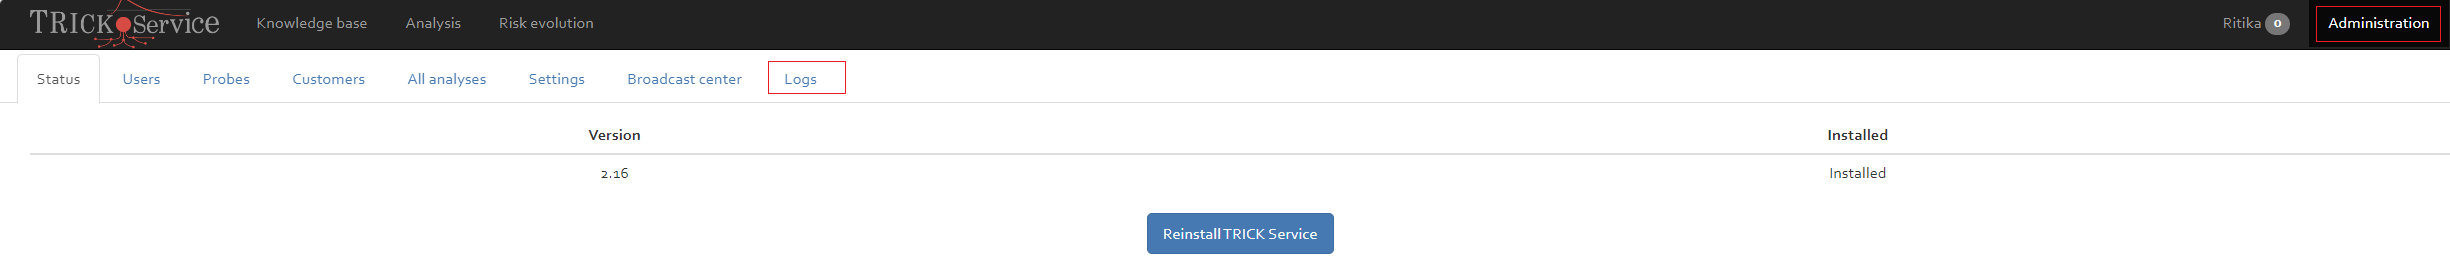 TRICK Service Knowledge base Analysis Risk evolution Ritika 0 Administration
Status Users Probes Customers All analyses Settings Broadcast center Logs
Version Installed
2.16 Installed
Reinstall TRICK Service